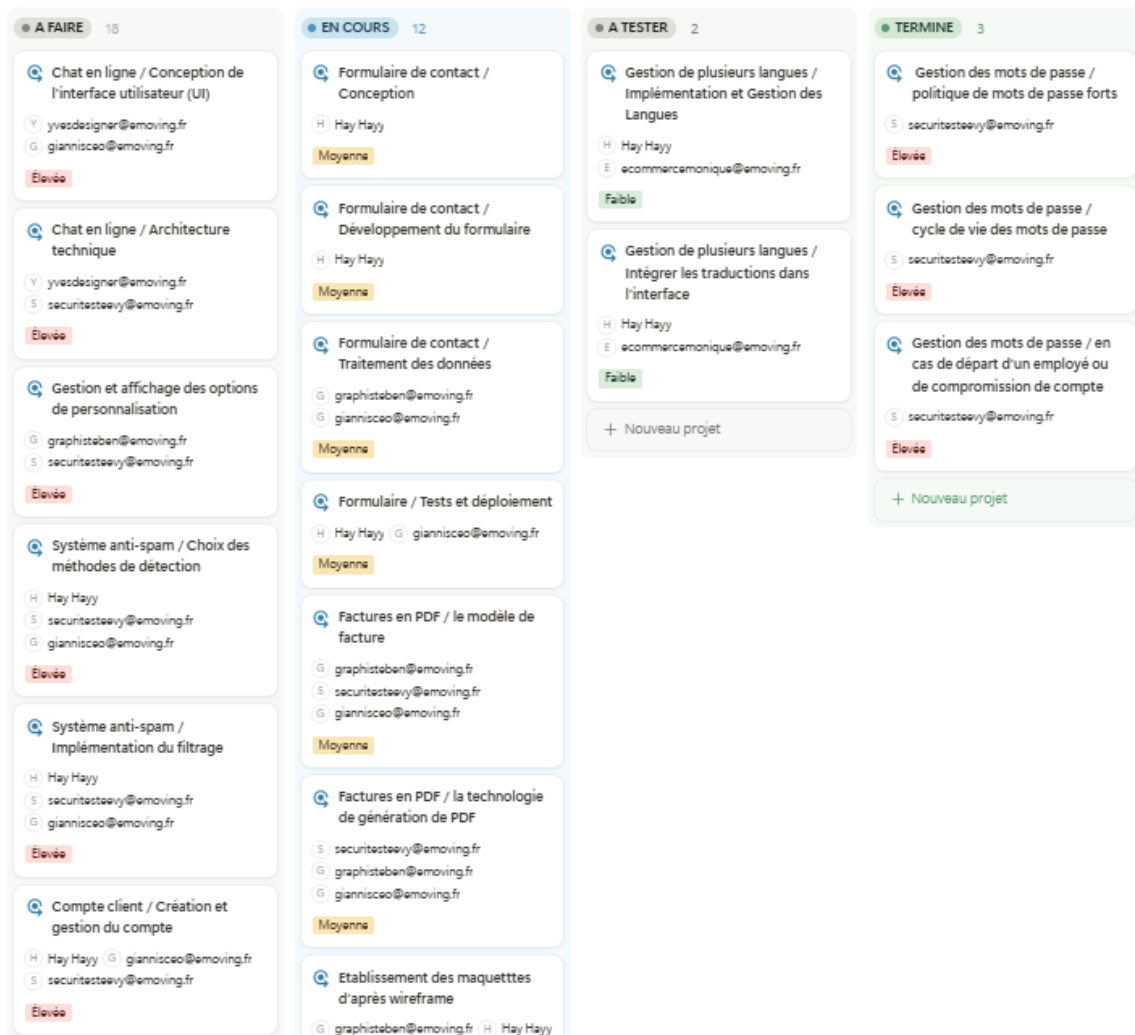 A FAIRE 18
Chat en ligne / Conception de
l'interface utilisateur (UI)
Y yvesdesigner@emoving.fr
G giannisceo@emoving.fr
Élevée
Chat en ligne / Architecture
technique
Y yvesdesigner@emoving.fr
S securitesteevy@emoving.fr
Élevée
Gestion et affichage des options
de personnalisation
G graphisteben@emoving.fr
S securitesteevy@emoving.fr
Élevée
Système anti-spam / Choix des
méthodes de détection
H Hay Hayy
S securitesteevy@emoving.fr
G giannisceo@emoving.fr
Élevée
Système anti-spam /
Implémentation du filtrage
H Hay Hayy
S securitesteevy@emoving.fr
G giannisceo@emoving.fr
Élevée
Compte client / Création et
gestion du compte
H Hay Hayy G giannisceo@emoving.fr
S securitesteevy@emoving.fr
Élevée
EN COURS 12
Formulaire de contact /
Conception
H Hay Hayy
Moyenne
Formulaire de contact /
Développement du formulaire
H Hay Hayy
Moyenne
Formulaire de contact /
Traitement des données
G graphisteben@emoving.fr
G giannisceo@emoving.fr
Moyenne
Formulaire / Tests et déploiement
H Hay Hayy G giannisceo@emoving.fr
Moyenne
Factures en PDF / le modèle de
facture
G graphisteben@emoving.fr
S securitesteevy@emoving.fr
G giannisceo@emoving.fr
Moyenne
Factures en PDF / la technologie
de génération de PDF
S securitesteevy@emoving.fr
G graphisteben@emoving.fr
G giannisceo@emoving.fr
Moyenne
Etablissement des maquetttes
d'après wireframe
G graphisteben@emoving.fr H Hay Hayy
A TESTER 2
Gestion de plusieurs langues /
Implémentation et Gestion des
Langues
H Hay Hayy
E ecommercemonique@emoving.fr
Faible
Gestion de plusieurs langues /
Intégrer les traductions dans
l'interface
H Hay Hayy
E ecommercemonique@emoving.fr
Faible
+ Nouveau projet
TERMINE 3
Gestion des mots de passe /
politique de mots de passe forts
S securitesteevy@emoving.fr
Élevée
Gestion des mots de passe /
cycle de vie des mots de passe
S securitesteevy@emoving.fr
Élevée
Gestion des mots de passe / en
cas de départ d'un employé ou
de compromission de compte
S securitesteevy@emoving.fr
Élevée
+ Nouveau projet